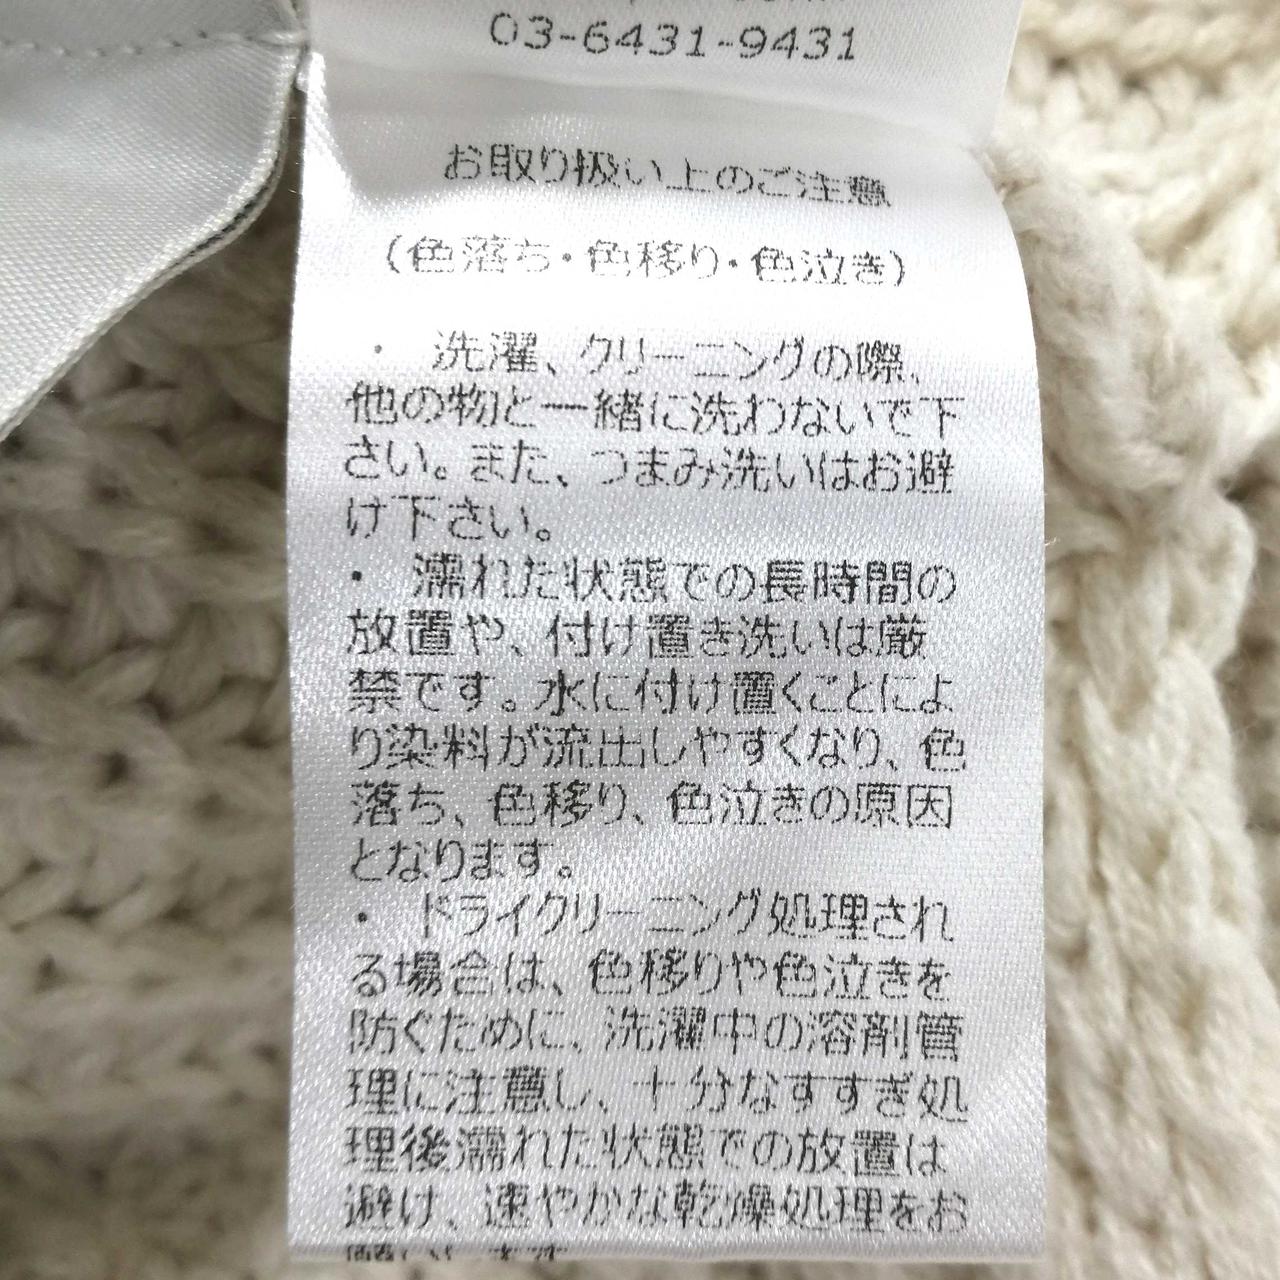 03-6431-9431
お取り扱い上のご注意
(色落ち・色移り・色泣き)
・ 洗濯、クリーニングの際、
他の物と一緒に洗わないで下
さい。また、つまみ洗いはお避
け下さい。
・ 濡れた状態での長時間の
放置や、付け置き洗いは厳
禁です。水に付け置くことによ
り染料が流出しやすくなり、色
落ち、色移り、色泣きの原因
となります。
・ ドライクリーニング処理され
る場合は、色移りや色泣きを
防ぐために、洗濯中の溶剤管
理に注意し、十分なすすぎ処
理後濡れた状態での放置は
避け、速やかな乾燥処理をお